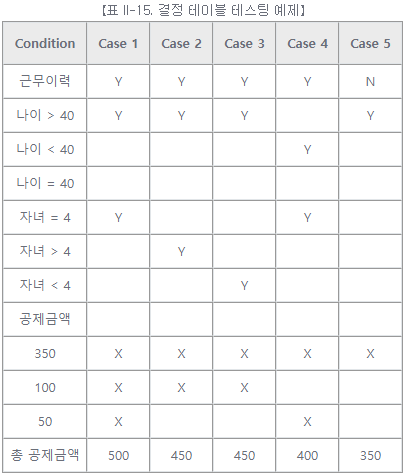 【표 II-15. 결정 테이블 테스팅 예제】
Condition Case 1 Case 2 Case 3 Case 4 Case 5
근무이력 Y Y Y Y N
나이 > 40 Y Y Y Y
나이 < 40 Y
나이 = 40
자녀 = 4 Y Y
자녀 > 4 Y
자녀 < 4 Y
공제금액
350 X X X X X
100 X X X
50 X X
총 공제금액 500 450 450 400 350